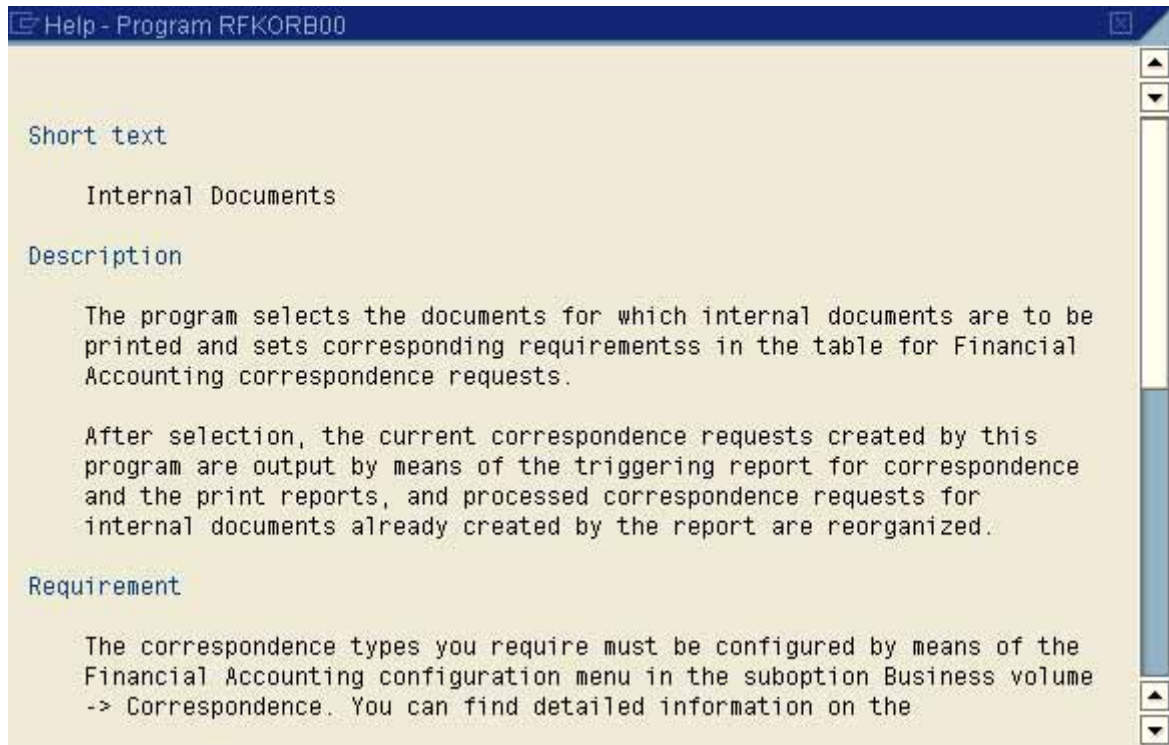 Help - Program RFKORB00
Short text
Internal Documents
Description
The program selects the documents for which internal documents are to be
printed and sets corresponding requirementss in the table for Financial
Accounting correspondence requests.
After selection, the current correspondence requests created by this
program are output by means of the triggering report for correspondence
and the print reports, and processed correspondence requests for
internal documents already created by the report are reorganized.
Requirement
The correspondence types you require must be configured by means of the
Financial Accounting configuration menu in the suboption Business volume
-> Correspondence. You can find detailed information on the